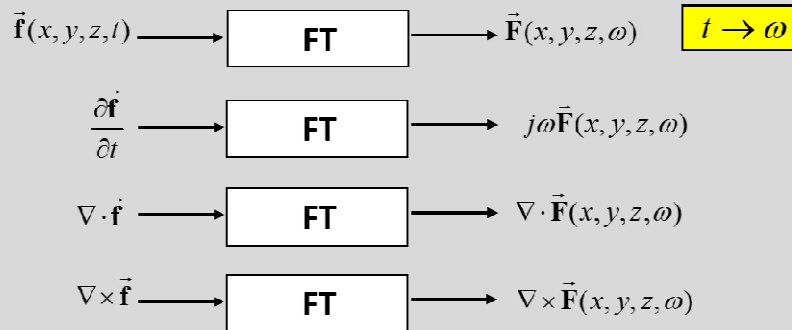 f⃗(x, y, z, t) FT F⃗(x, y, z, ω) t → ω
∂f⃗/∂t FT jωF⃗(x, y, z, ω)
∇ · f⃗ FT ∇ · F⃗(x, y, z, ω)
∇ × f⃗ FT ∇ × F⃗(x, y, z, ω)